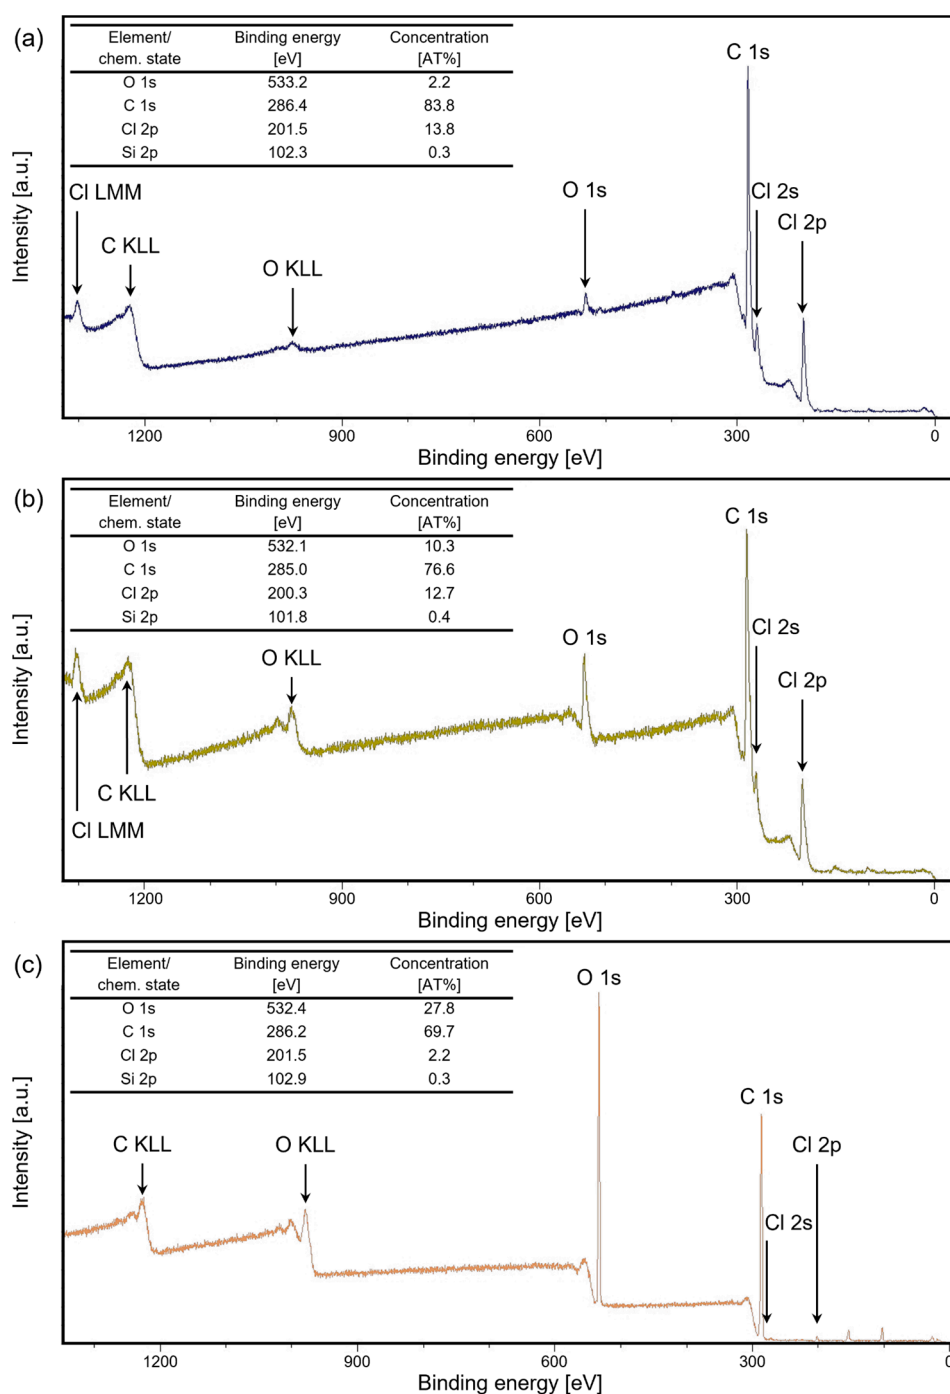 (a)
Element/ Binding energy Concentration
chem. state [eV] [AT%]
O 1s 533.2 2.2
C 1s 286.4 83.8
Cl 2p 201.5 13.8
Si 2p 102.3 0.3
C 1s
Cl LMM
O 1s
Cl 2s
Cl 2p
C KLL
O KLL
Intensity [a.u.]
1200 900 600 300 0
Binding energy [eV]
(b)
Element/ Binding energy Concentration
chem. state [eV] [AT%]
O 1s 532.1 10.3
C 1s 285.0 76.6
Cl 2p 200.3 12.7
Si 2p 101.8 0.4
C 1s
Cl 2s
O 1s
O KLL
Cl 2p
C KLL
Cl LMM
Intensity [a.u.]
1200 900 600 300 0
Binding energy [eV]
(c)
Element/ Binding energy Concentration
chem. state [eV] [AT%]
O 1s 532.4 27.8
C 1s 286.2 69.7
Cl 2p 201.5 2.2
Si 2p 102.9 0.3
O 1s
C 1s
C KLL
O KLL
Cl 2p
Cl 2s
Intensity [a.u.]
1200 900 600 300 0
Binding energy [eV]